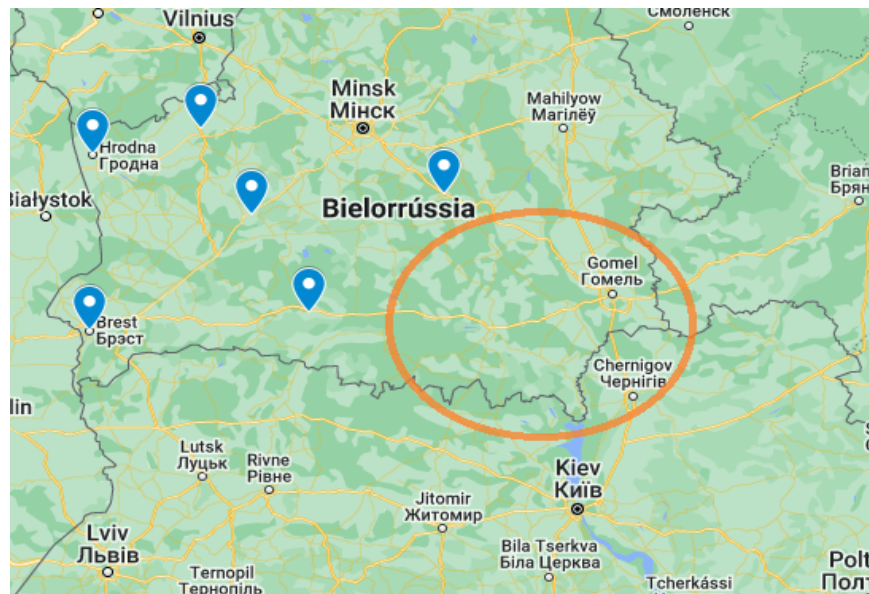 Смоленск
Vilnius
Minsk
Мінск
Mahilyow
Магілёў
Hrodna
Гродна
Białystok
Bielorrússia
Brian
Брян
Gomel
Гомель
Brest
Брэст
Chernigov
Чернігів
lin
Lutsk
Луцьк
Rivne
Рівне
Kiev
Київ
Jitomir
Житомир
Lviv
Львів
Bila Tserkva
Біла Церква
Polt
Полт
Ternopil
Тернопіль
Tcherkássi